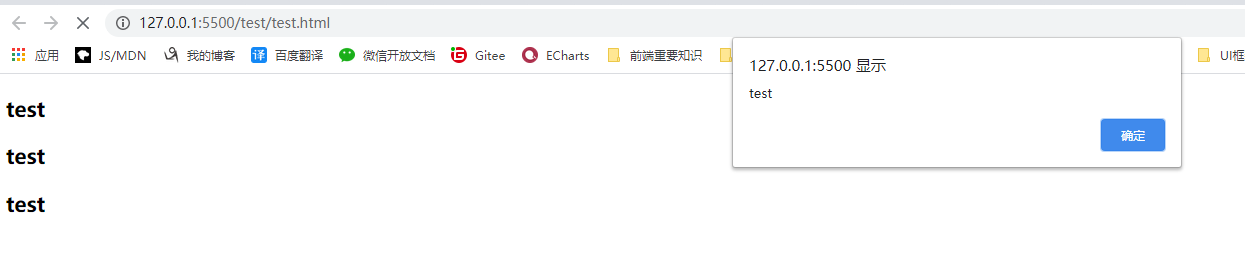 127.0.0.1:5500/test/test.html
应用 JS/MDN 我的博客 译 百度翻译 微信开放文档 Gitee ECharts 前端重要知识 UI框
127.0.0.1:5500 显示
test
确定
test
test
test